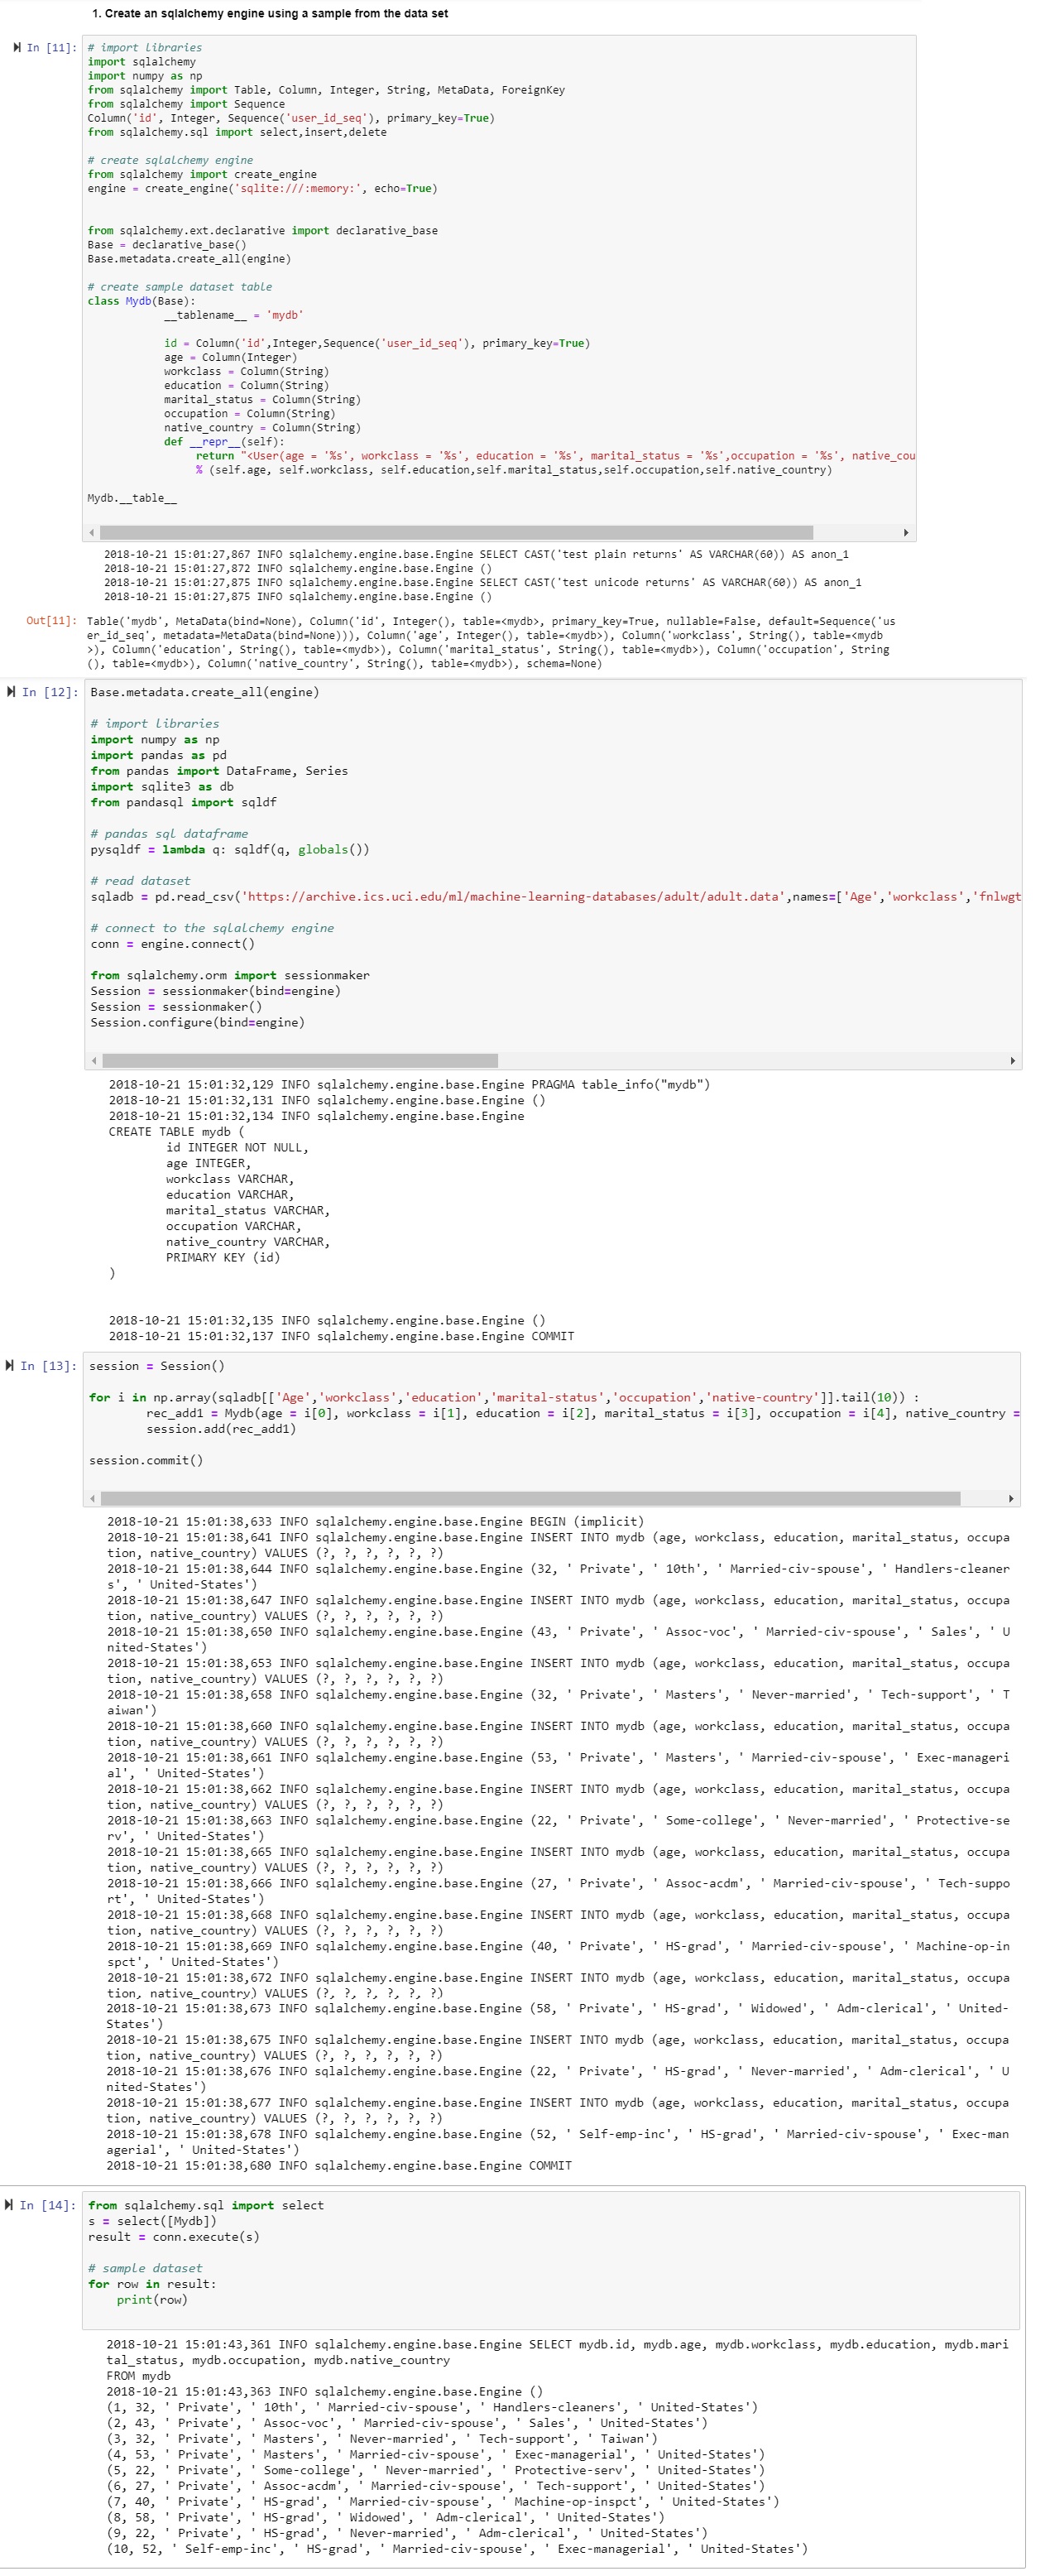 1. Create an sqlalchemy engine using a sample from the data set
In [11]:
# import libraries
import sqlalchemy
import numpy as np
from sqlalchemy import Table, Column, Integer, String, MetaData, ForeignKey
from sqlalchemy import Sequence
Column('id', Integer, Sequence('user_id_seq'), primary_key=True)
from sqlalchemy.sql import select,insert,delete
# create sqlalchemy engine
from sqlalchemy import create_engine
engine = create_engine('sqlite:///:memory:', echo=True)
from sqlalchemy.ext.declarative import declarative_base
Base = declarative_base()
Base.metadata.create_all(engine)
# create sample dataset table
class Mydb(Base):
__tablename__ = 'mydb'
id = Column('id',Integer,Sequence('user_id_seq'), primary_key=True)
age = Column(Integer)
workclass = Column(String)
education = Column(String)
marital_status = Column(String)
occupation = Column(String)
native_country = Column(String)
def __repr__(self):
return "<User(age = '%s', workclass = '%s', education = '%s', marital_status = '%s',occupation = '%s', native_cou
% (self.age, self.workclass, self.education,self.marital_status,self.occupation,self.native_country)
Mydb.__table__
2018-10-21 15:01:27,867 INFO sqlalchemy.engine.base.Engine SELECT CAST('test plain returns' AS VARCHAR(60)) AS anon_1
2018-10-21 15:01:27,872 INFO sqlalchemy.engine.base.Engine ()
2018-10-21 15:01:27,875 INFO sqlalchemy.engine.base.Engine SELECT CAST('test unicode returns' AS VARCHAR(60)) AS anon_1
2018-10-21 15:01:27,875 INFO sqlalchemy.engine.base.Engine ()
Out[11]: Table('mydb', MetaData(bind=None), Column('id', Integer(), table=<mydb>, primary_key=True, nullable=False, default=Sequence('us
er_id_seq', metadata=MetaData(bind=None))), Column('age', Integer(), table=<mydb>), Column('workclass', String(), table=<mydb
>), Column('education', String(), table=<mydb>), Column('marital_status', String(), table=<mydb>), Column('occupation', String
(), table=<mydb>), Column('native_country', String(), table=<mydb>), schema=None)
In [12]: Base.metadata.create_all(engine)
# import libraries
import numpy as np
import pandas as pd
from pandas import DataFrame, Series
import sqlite3 as db
from pandasql import sqldf
# pandas sql dataframe
pysqldf = lambda q: sqldf(q, globals())
# read dataset
sqladb = pd.read_csv('https://archive.ics.uci.edu/ml/machine-learning-databases/adult/adult.data',names=['Age','workclass','fnlwgt
# connect to the sqlalchemy engine
conn = engine.connect()
from sqlalchemy.orm import sessionmaker
Session = sessionmaker(bind=engine)
Session = sessionmaker()
Session.configure(bind=engine)
2018-10-21 15:01:32,129 INFO sqlalchemy.engine.base.Engine PRAGMA table_info("mydb")
2018-10-21 15:01:32,131 INFO sqlalchemy.engine.base.Engine ()
2018-10-21 15:01:32,134 INFO sqlalchemy.engine.base.Engine
CREATE TABLE mydb (
id INTEGER NOT NULL,
age INTEGER,
workclass VARCHAR,
education VARCHAR,
marital_status VARCHAR,
occupation VARCHAR,
native_country VARCHAR,
PRIMARY KEY (id)
)
2018-10-21 15:01:32,135 INFO sqlalchemy.engine.base.Engine ()
2018-10-21 15:01:32,137 INFO sqlalchemy.engine.base.Engine COMMIT
In [13]: session = Session()
for i in np.array(sqladb[['Age','workclass','education','marital-status','occupation','native-country']].tail(10)) :
rec_add1 = Mydb(age = i[0], workclass = i[1], education = i[2], marital_status = i[3], occupation = i[4], native_country =
session.add(rec_add1)
session.commit()
2018-10-21 15:01:38,633 INFO sqlalchemy.engine.base.Engine BEGIN (implicit)
2018-10-21 15:01:38,641 INFO sqlalchemy.engine.base.Engine INSERT INTO mydb (age, workclass, education, marital_status, occupa
tion, native_country) VALUES (?, ?, ?, ?, ?, ?)
2018-10-21 15:01:38,644 INFO sqlalchemy.engine.base.Engine (32, ' Private', ' 10th', ' Married-civ-spouse', ' Handlers-cleaner
s', ' United-States')
2018-10-21 15:01:38,647 INFO sqlalchemy.engine.base.Engine INSERT INTO mydb (age, workclass, education, marital_status, occupa
tion, native_country) VALUES (?, ?, ?, ?, ?, ?)
2018-10-21 15:01:38,650 INFO sqlalchemy.engine.base.Engine (43, ' Private', ' Assoc-voc', ' Married-civ-spouse', ' Sales', ' U
nited-States')
2018-10-21 15:01:38,653 INFO sqlalchemy.engine.base.Engine INSERT INTO mydb (age, workclass, education, marital_status, occupa
tion, native_country) VALUES (?, ?, ?, ?, ?, ?)
2018-10-21 15:01:38,658 INFO sqlalchemy.engine.base.Engine (32, ' Private', ' Masters', ' Never-married', ' Tech-support', ' T
aiwan')
2018-10-21 15:01:38,660 INFO sqlalchemy.engine.base.Engine INSERT INTO mydb (age, workclass, education, marital_status, occupa
tion, native_country) VALUES (?, ?, ?, ?, ?, ?)
2018-10-21 15:01:38,661 INFO sqlalchemy.engine.base.Engine (53, ' Private', ' Masters', ' Married-civ-spouse', ' Exec-manageri
al', ' United-States')
2018-10-21 15:01:38,662 INFO sqlalchemy.engine.base.Engine INSERT INTO mydb (age, workclass, education, marital_status, occupa
tion, native_country) VALUES (?, ?, ?, ?, ?, ?)
2018-10-21 15:01:38,663 INFO sqlalchemy.engine.base.Engine (22, ' Private', ' Some-college', ' Never-married', ' Protective-se
rv', ' United-States')
2018-10-21 15:01:38,665 INFO sqlalchemy.engine.base.Engine INSERT INTO mydb (age, workclass, education, marital_status, occupa
tion, native_country) VALUES (?, ?, ?, ?, ?, ?)
2018-10-21 15:01:38,666 INFO sqlalchemy.engine.base.Engine (27, ' Private', ' Assoc-acdm', ' Married-civ-spouse', ' Tech-suppo
rt', ' United-States')
2018-10-21 15:01:38,668 INFO sqlalchemy.engine.base.Engine INSERT INTO mydb (age, workclass, education, marital_status, occupa
tion, native_country) VALUES (?, ?, ?, ?, ?, ?)
2018-10-21 15:01:38,669 INFO sqlalchemy.engine.base.Engine (40, ' Private', ' HS-grad', ' Married-civ-spouse', ' Machine-op-in
spct', ' United-States')
2018-10-21 15:01:38,672 INFO sqlalchemy.engine.base.Engine INSERT INTO mydb (age, workclass, education, marital_status, occupa
tion, native_country) VALUES (?, ?, ?, ?, ?, ?)
2018-10-21 15:01:38,673 INFO sqlalchemy.engine.base.Engine (58, ' Private', ' HS-grad', ' Widowed', ' Adm-clerical', ' United-
States')
2018-10-21 15:01:38,675 INFO sqlalchemy.engine.base.Engine INSERT INTO mydb (age, workclass, education, marital_status, occupa
tion, native_country) VALUES (?, ?, ?, ?, ?, ?)
2018-10-21 15:01:38,676 INFO sqlalchemy.engine.base.Engine (22, ' Private', ' HS-grad', ' Never-married', ' Adm-clerical', ' U
nited-States')
2018-10-21 15:01:38,677 INFO sqlalchemy.engine.base.Engine INSERT INTO mydb (age, workclass, education, marital_status, occupa
tion, native_country) VALUES (?, ?, ?, ?, ?, ?)
2018-10-21 15:01:38,678 INFO sqlalchemy.engine.base.Engine (52, ' Self-emp-inc', ' HS-grad', ' Married-civ-spouse', ' Exec-man
agerial', ' United-States')
2018-10-21 15:01:38,680 INFO sqlalchemy.engine.base.Engine COMMIT
In [14]: from sqlalchemy.sql import select
s = select([Mydb])
result = conn.execute(s)
# sample dataset
for row in result:
print(row)
2018-10-21 15:01:43,361 INFO sqlalchemy.engine.base.Engine SELECT mydb.id, mydb.age, mydb.workclass, mydb.education, mydb.mari
tal_status, mydb.occupation, mydb.native_country
FROM mydb
2018-10-21 15:01:43,363 INFO sqlalchemy.engine.base.Engine ()
(1, 32, ' Private', ' 10th', ' Married-civ-spouse', ' Handlers-cleaners', ' United-States')
(2, 43, ' Private', ' Assoc-voc', ' Married-civ-spouse', ' Sales', ' United-States')
(3, 32, ' Private', ' Masters', ' Never-married', ' Tech-support', ' Taiwan')
(4, 53, ' Private', ' Masters', ' Married-civ-spouse', ' Exec-managerial', ' United-States')
(5, 22, ' Private', ' Some-college', ' Never-married', ' Protective-serv', ' United-States')
(6, 27, ' Private', ' Assoc-acdm', ' Married-civ-spouse', ' Tech-support', ' United-States')
(7, 40, ' Private', ' HS-grad', ' Married-civ-spouse', ' Machine-op-inspct', ' United-States')
(8, 58, ' Private', ' HS-grad', ' Widowed', ' Adm-clerical', ' United-States')
(9, 22, ' Private', ' HS-grad', ' Never-married', ' Adm-clerical', ' United-States')
(10, 52, ' Self-emp-inc', ' HS-grad', ' Married-civ-spouse', ' Exec-managerial', ' United-States')